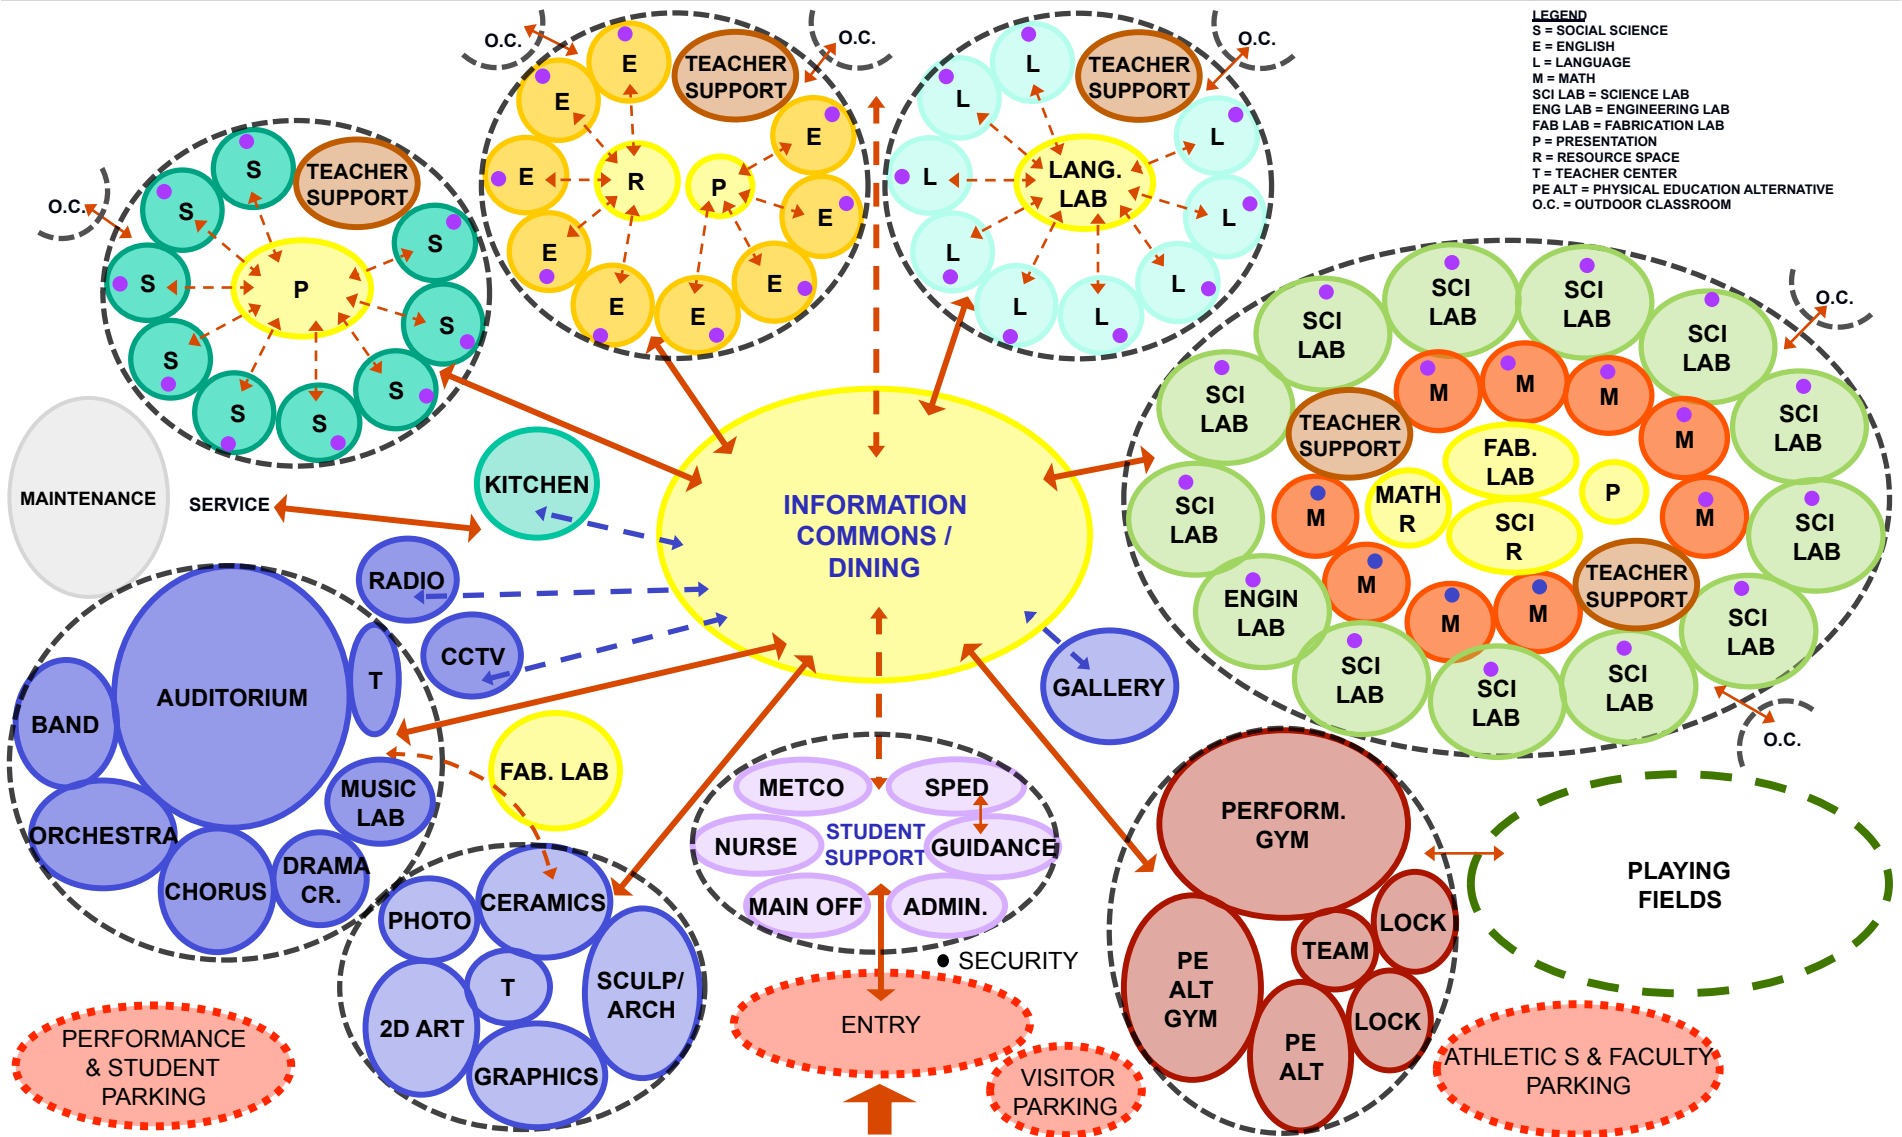 LEGEND
S = SOCIAL SCIENCE
E = ENGLISH
L = LANGUAGE
M = MATH
SCI LAB = SCIENCE LAB
ENG LAB = ENGINEERING LAB
FAB LAB = FABRICATION LAB
P = PRESENTATION
R = RESOURCE SPACE
T = TEACHER CENTER
PE ALT = PHYSICAL EDUCATION ALTERNATIVE
O.C. = OUTDOOR CLASSROOM
O.C.
S
TEACHER
SUPPORT
S
S
S
P
S
S
S
S
S
S
O.C.
E
TEACHER
SUPPORT
O.C.
E
E
E
R
P
E
E
E
E
E
L
TEACHER
SUPPORT
O.C.
L
L
L
LANG.
LAB
L
L
L
L
L
O.C.
SCI
LAB
SCI
LAB
SCI
LAB
SCI
LAB
SCI
LAB
SCI
LAB
SCI
LAB
SCI
LAB
ENGIN
LAB
SCI
LAB
SCI
LAB
SCI
LAB
SCI
LAB
TEACHER
SUPPORT
M
M
M
M
M
M
M
M
M
FAB.
LAB
MATH
R
SCI
R
P
TEACHER
SUPPORT
O.C.
MAINTENANCE
SERVICE
KITCHEN
INFORMATION
COMMONS /
DINING
RADIO
CCTV
GALLERY
AUDITORIUM
T
BAND
MUSIC
LAB
ORCHESTRA
CHORUS
DRAMA
CR.
FAB. LAB
PHOTO
CERAMICS
T
SCULP/
ARCH
2D ART
GRAPHICS
METCO
SPED
NURSE
STUDENT
SUPPORT
GUIDANCE
MAIN OFF
ADMIN.
SECURITY
ENTRY
VISITOR
PARKING
PERFORM.
GYM
LOCK
TEAM
PE
ALT
GYM
LOCK
PE
ALT
PLAYING
FIELDS
PERFORMANCE
& STUDENT
PARKING
ATHLETIC S & FACULTY
PARKING